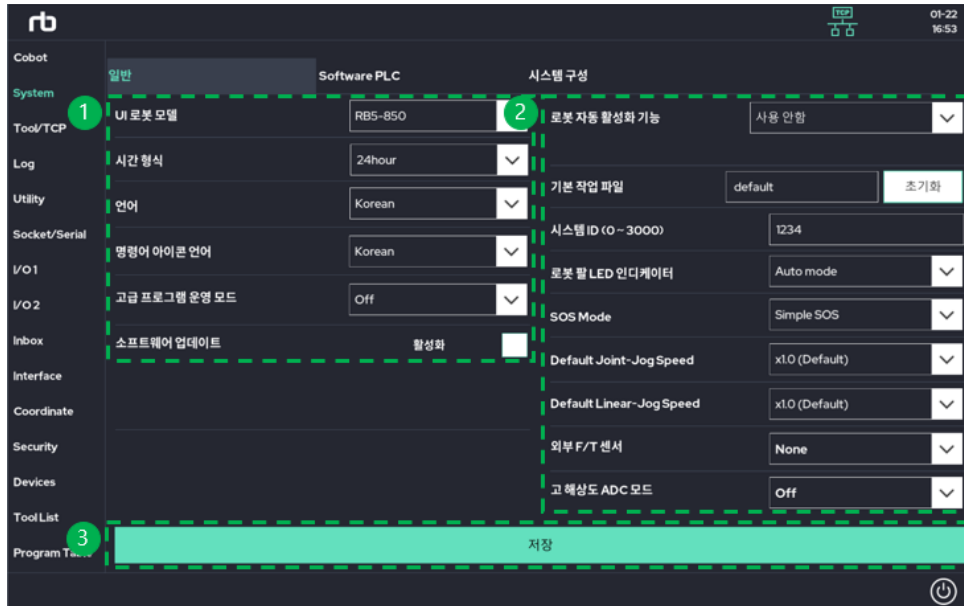 rb
TCP
01-22
16:53
Cobot
System
Tool/TCP
Log
Utility
Socket/Serial
I/O 1
I/O 2
Inbox
Interface
Coordinate
Security
Devices
Tool List
Program Table
일반
Software PLC
시스템 구성
1
UI 로봇 모델
RB5-850
시간 형식
24hour
언어
Korean
명령어 아이콘 언어
Korean
고급 프로그램 운영 모드
Off
소프트웨어 업데이트
활성화
2
로봇 자동 활성화 기능
사용 안함
기본 작업 파일
default
초기화
시스템 ID (0 ~ 3000)
1234
로봇 팔 LED 인디케이터
Auto mode
SOS Mode
Simple SOS
Default Joint-Jog Speed
x1.0 (Default)
Default Linear-Jog Speed
x1.0 (Default)
외부 F/T 센서
None
고 해상도 ADC 모드
Off
3
저장